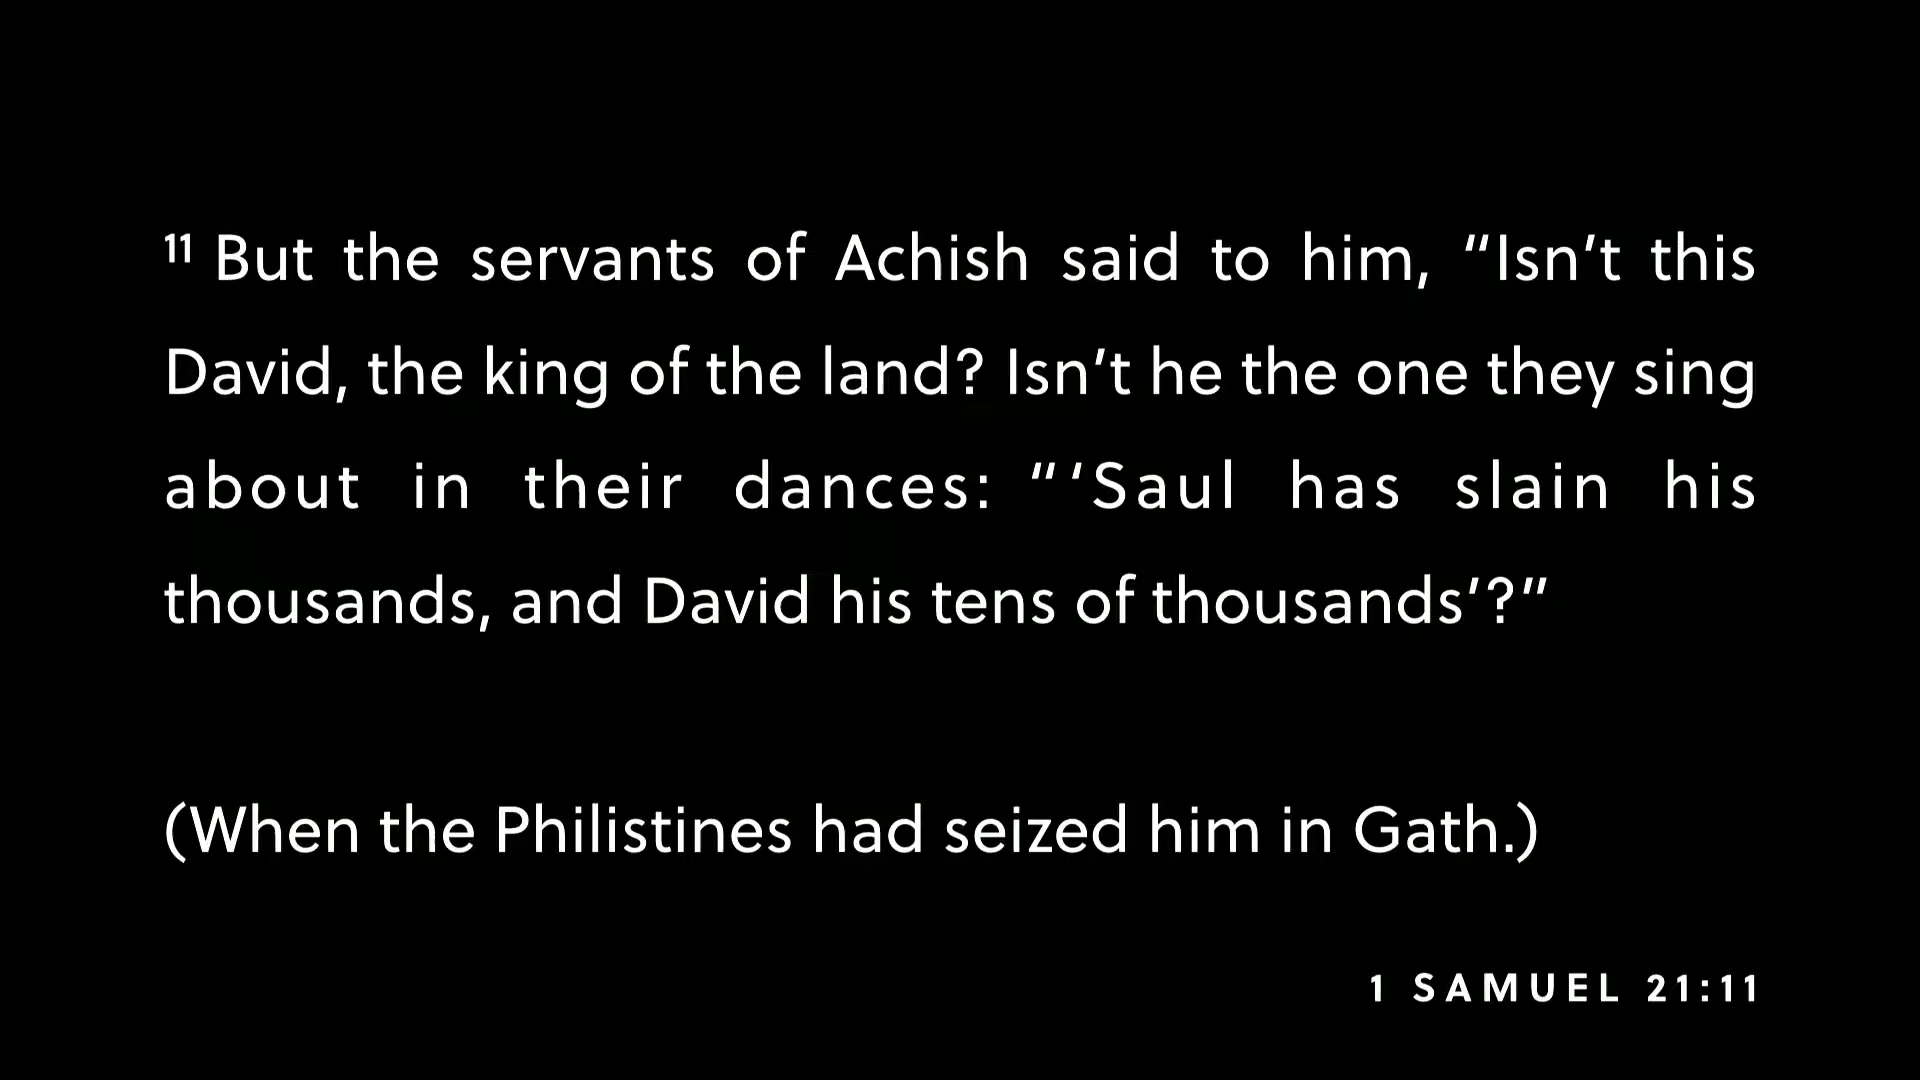 ¹¹ But the servants of Achish said to him, “Isn’t this
David, the king of the land? Isn’t he the one they sing
about in their dances: “‘Saul has slain his
thousands, and David his tens of thousands’?”
(When the Philistines had seized him in Gath.)
1 SAMUEL 21:11